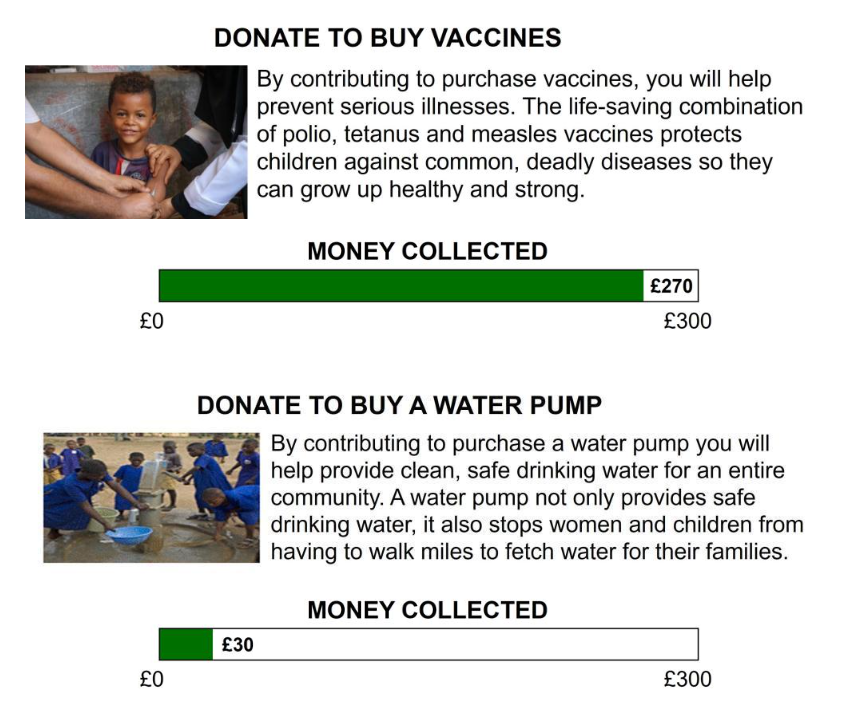 DONATE TO BUY VACCINES
By contributing to purchase vaccines, you will help
prevent serious illnesses. The life-saving combination
of polio, tetanus and measles vaccines protects
children against common, deadly diseases so they
can grow up healthy and strong.
MONEY COLLECTED
£270
£0
£300
DONATE TO BUY A WATER PUMP
By contributing to purchase a water pump you will
help provide clean, safe drinking water for an entire
community. A water pump not only provides safe
drinking water, it also stops women and children from
having to walk miles to fetch water for their families.
MONEY COLLECTED
£30
£0
£300